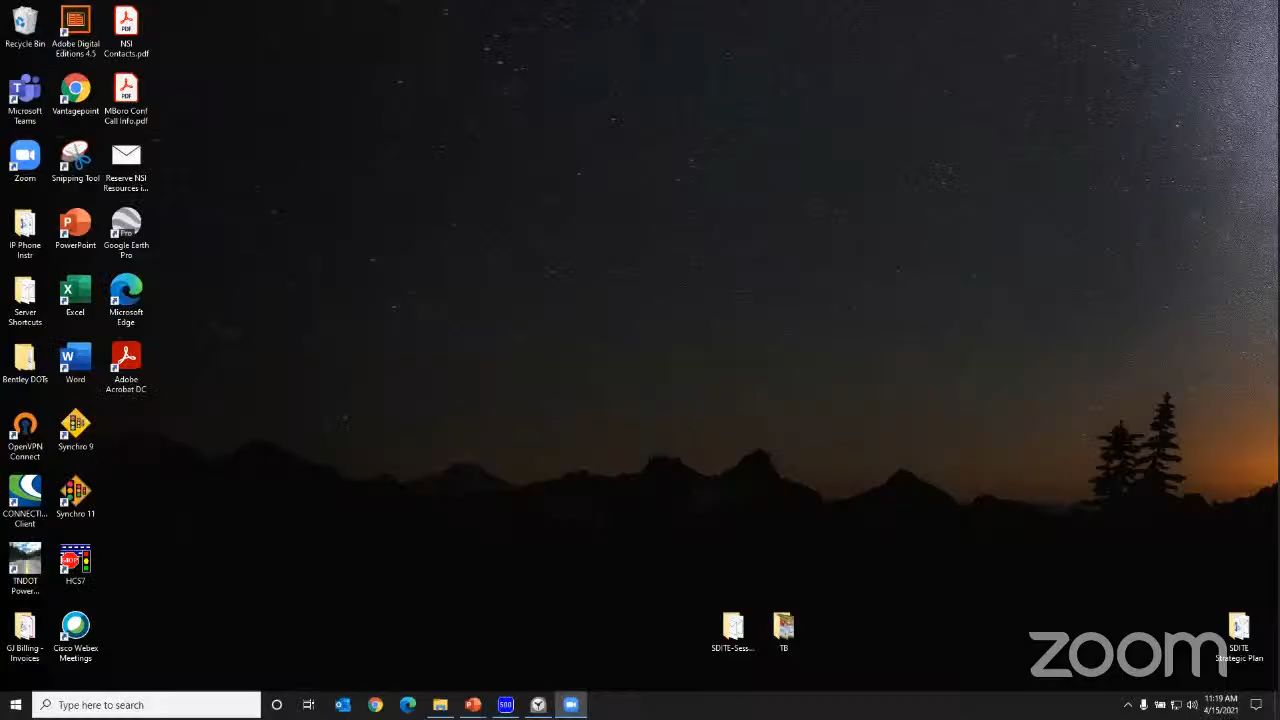 Recycle Bin
Adobe Digital
Editions 4.5
NSI
Contacts.pdf
Microsoft
Teams
Vantagepoint
MBoro Conf
Call Info.pdf
Zoom
Snipping Tool
Reserve NSI
Resources i...
IP Phone
Instr
PowerPoint
Google Earth
Pro
Server
Shortcuts
Excel
Microsoft
Edge
Bentley DOTs
Word
Adobe
Acrobat DC
OpenVPN
Connect
Synchro 9
CONNECTI...
Client
Synchro 11
TNDOT
Power...
HCS7
GJ Billing -
Invoices
Cisco Webex
Meetings
SDITE-Sess...
TB
SDITE
Strategic Plan
zoom
Type here to search
11:19 AM
4/15/2021